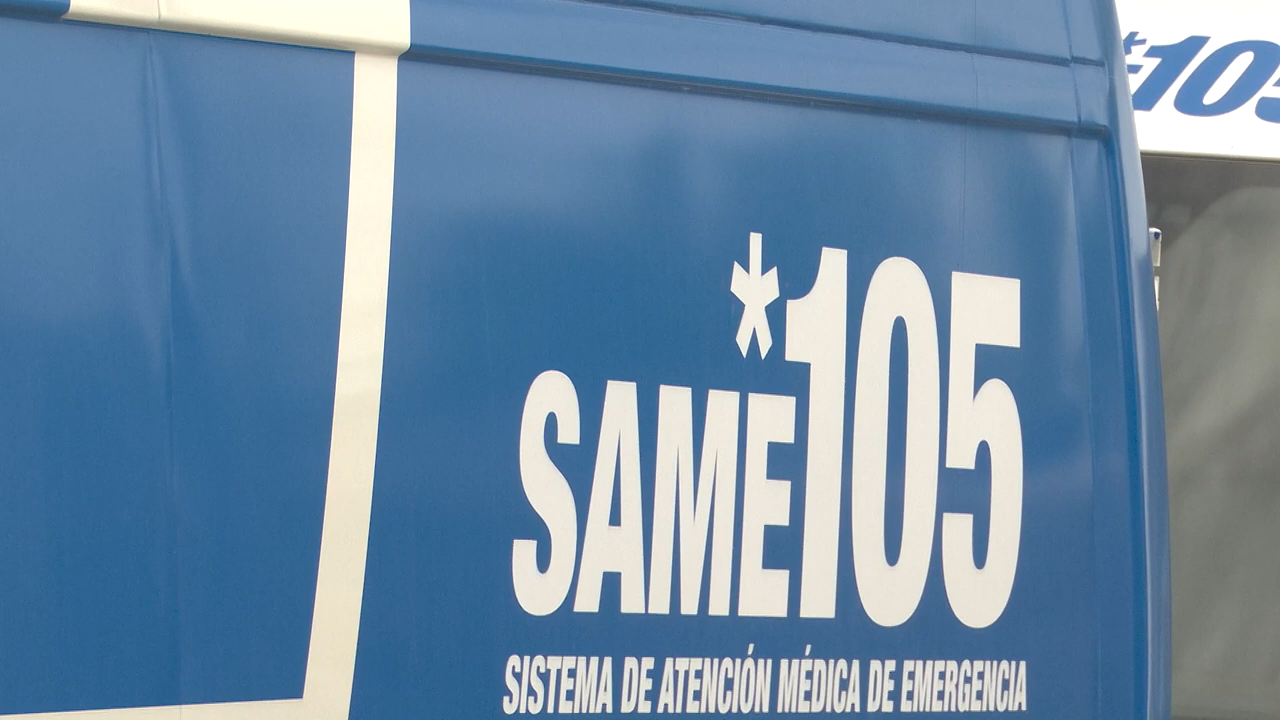 *105
SAME*105
SISTEMA DE ATENCIÓN MÉDICA DE EMERGENCIA